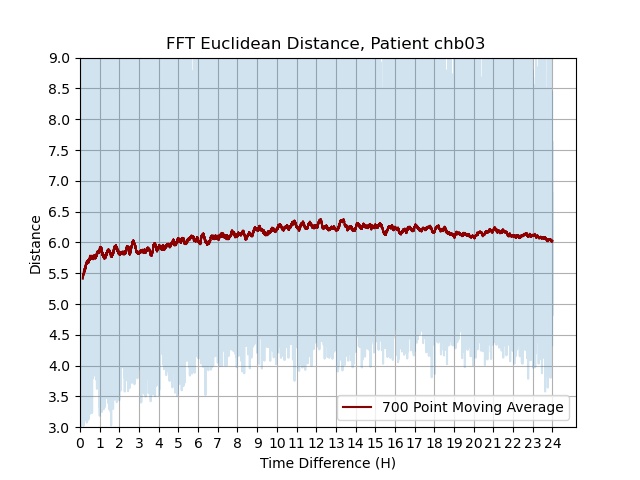 FFT Euclidean Distance, Patient chb03
9.0
8.5
8.0
7.5
7.0
6.5
6.0
5.5
5.0
4.5
4.0
3.5
3.0
Distance
700 Point Moving Average
0 1 2 3 4 5 6 7 8 9 10 11 12 13 14 15 16 17 18 19 20 21 22 23 24
Time Difference (H)